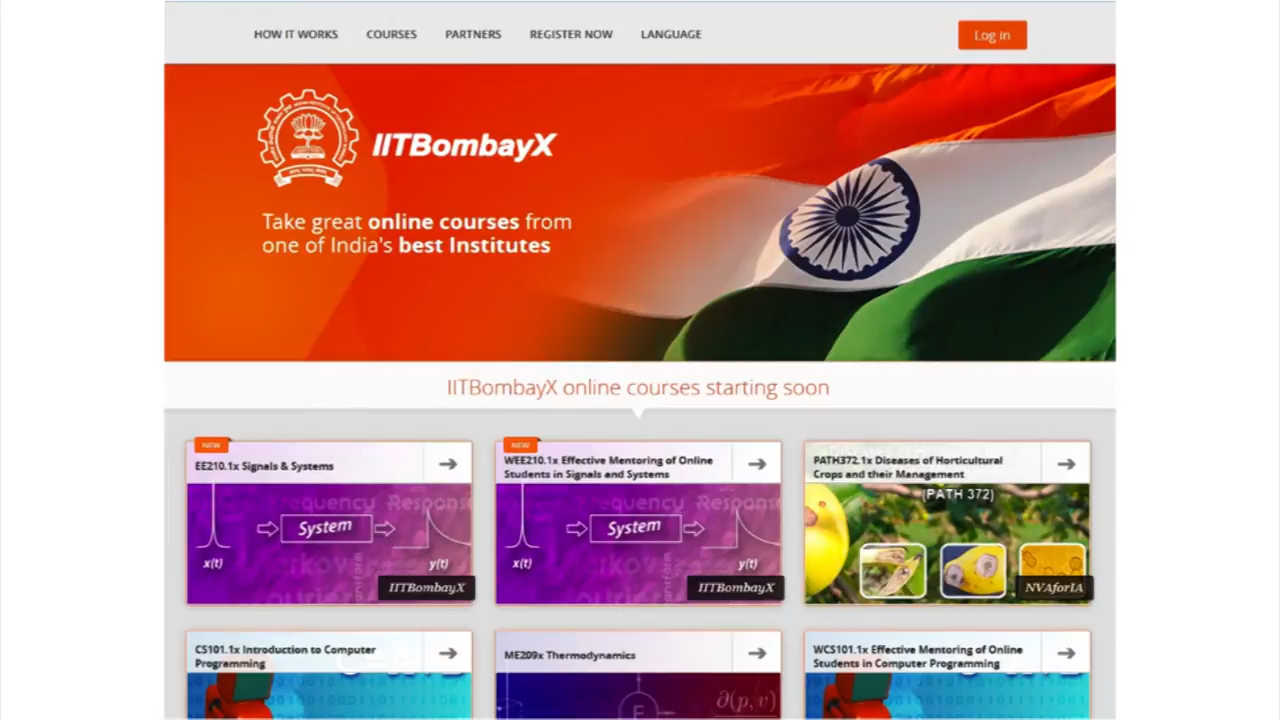 HOW IT WORKS COURSES PARTNERS REGISTER NOW LANGUAGE Log in
IITBombayX
Take great online courses from
one of India's best Institutes
IITBombayX online courses starting soon
NEW
EE210.1x Signals & Systems
System
x(t)
y(t)
IITBombayX
NEW
WEE210.1x Effective Mentoring of Online
Students in Signals and Systems
System
x(t)
y(t)
IITBombayX
PATH372.1x Diseases of Horticultural
Crops and their Management
(PATH 372)
NVAforIA
CS101.1x Introduction to Computer
Programming
ME209x Thermodynamics
∂(p, v)
WCS101.1x Effective Mentoring of Online
Students in Computer Programming